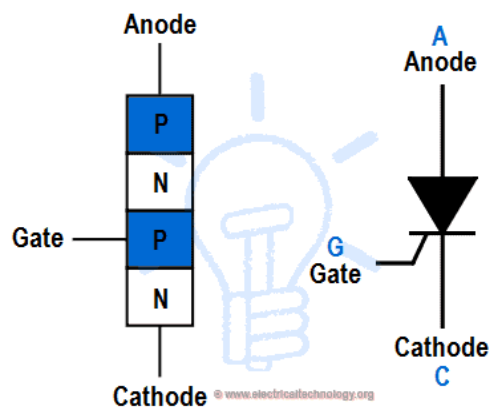 Anode
P
N
P
N
Gate
Cathode
A
Anode
G
Gate
Cathode
C
© www.electricaltechnology.org